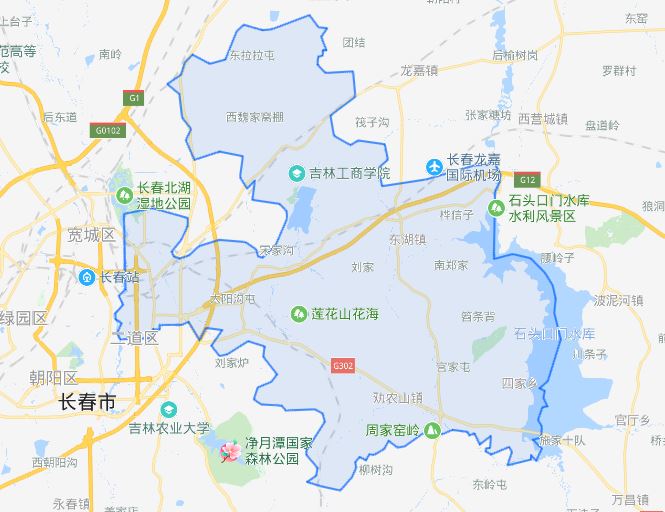 上台子
范高等
校
南岭
后东道
G1
G0102
东拉拉屯
团结
龙嘉镇
后榆树岗
东窑
罗群村
西魏家窝棚
筏子沟
张家糖坊
西营城镇
盘道岭
吉林工商学院
长春龙嘉
国际机场
G12
长春北湖
湿地公园
石头口门水库
水利风景区
狼洞
宽城区
宋家沟
东湖镇
桦信子
腰岭子
长春站
刘家
南郑家
太阳沟屯
波泥河镇
绿园区
莲花山花海
筲条背
石头口门水库
二道区
刘家炉
G302
宫家屯
朝阳区
四家乡
长春市
劝农山镇
官厅乡
吉林农业大学
周家窑岭
施家十队
净月潭国家
森林公园
西朝阳沟
柳树沟
东岭屯
永春镇
万昌镇